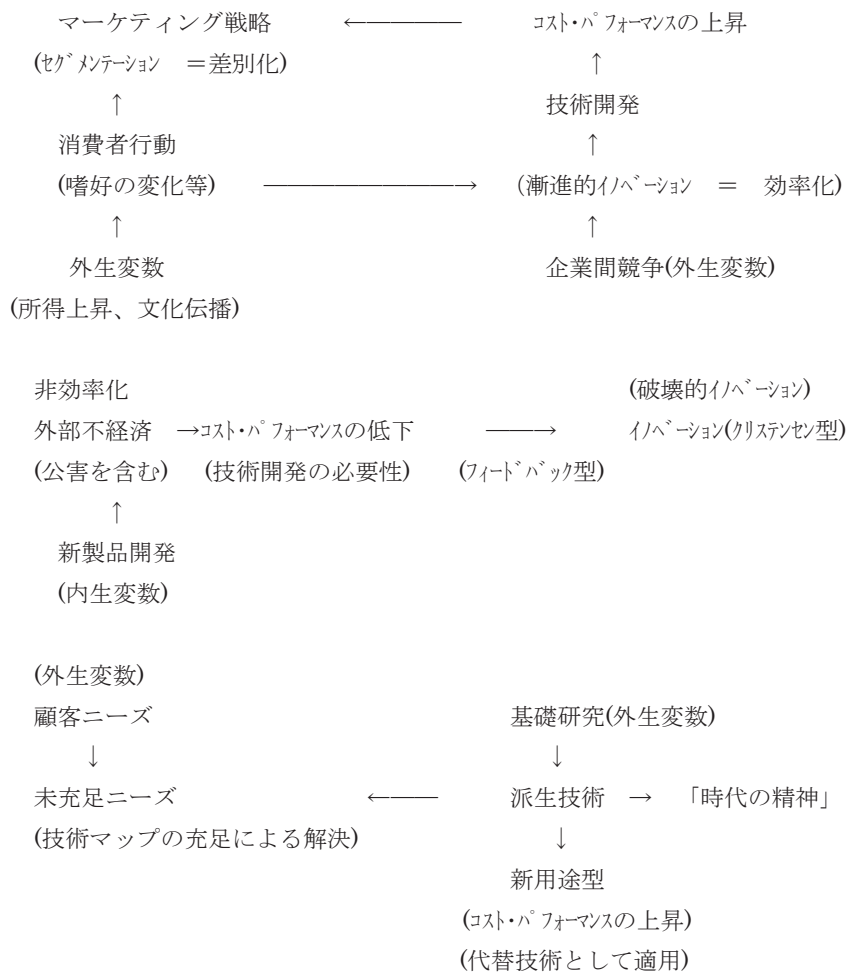 マーケティング戦略 ←―――― コスト・パフォーマンスの上昇
(セグメンテーション ＝差別化) ↑
↑ 技術開発
消費者行動 ↑
(嗜好の変化等) ―――――――――→ (漸進的イノベーション ＝ 効率化)
↑ ↑
外生変数 企業間競争(外生変数)
(所得上昇、文化伝播)
非効率化 (破壊的イノベーション)
外部不経済 →コスト・パフォーマンスの低下 ―――→ イノベーション(クリステンセン型)
(公害を含む) (技術開発の必要性) (フィードバック型)
↑
新製品開発
(内生変数)
(外生変数)
顧客ニーズ 基礎研究(外生変数)
↓ ↓
未充足ニーズ ←―― 派生技術 → 「時代の精神」
(技術マップの充足による解決) ↓
新用途型
(コスト・パフォーマンスの上昇)
(代替技術として適用)